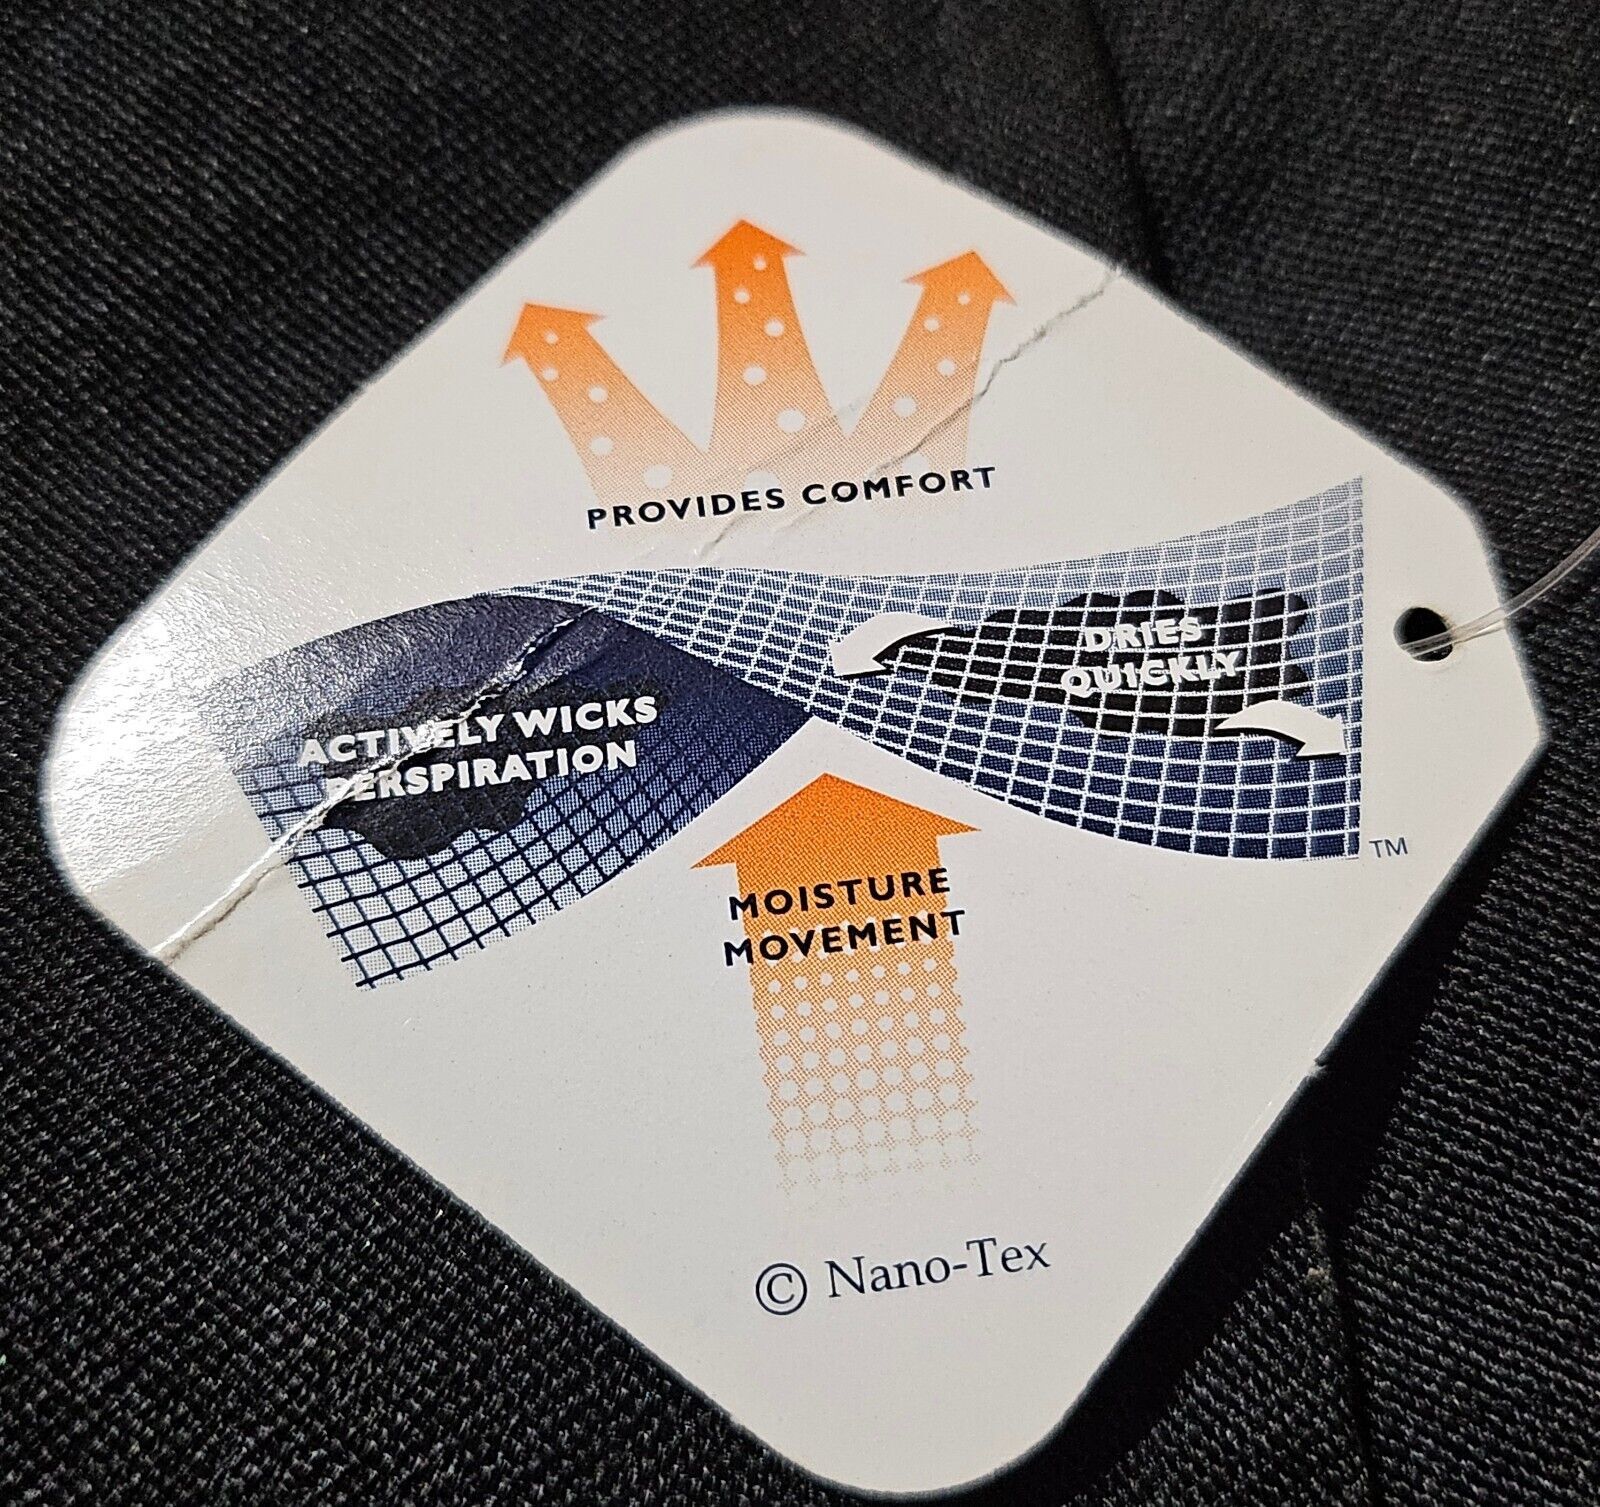 PROVIDES COMFORT
DRIES
QUICKLY
ACTIVELY WICKS
PERSPIRATION
TM
MOISTURE
MOVEMENT
© Nano-Tex